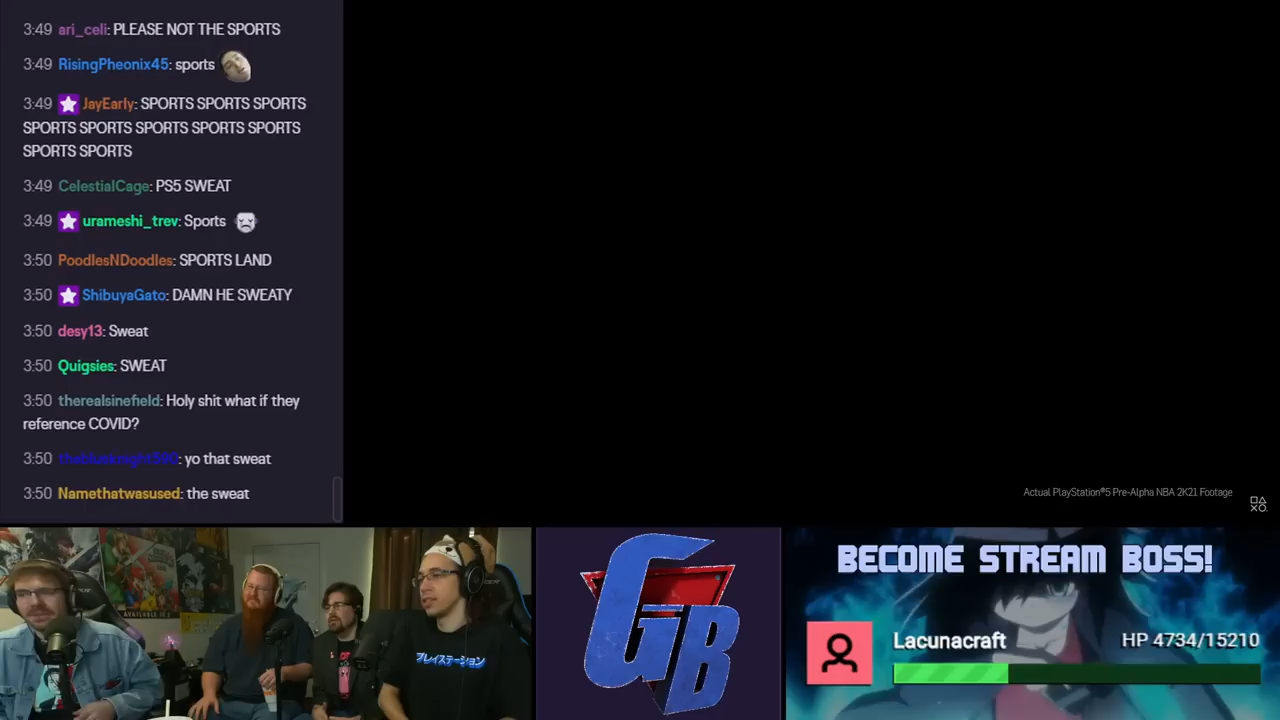 3:49 ari_celi: PLEASE NOT THE SPORTS
3:49 RisingPheonix45: sports
3:49 JayEarly: SPORTS SPORTS SPORTS
SPORTS SPORTS SPORTS SPORTS SPORTS
SPORTS SPORTS
3:49 CelestialCage: PS5 SWEAT
3:49 urameshi_trev: Sports
3:50 PoodlesNDoodles: SPORTS LAND
3:50 ShibuyaGato: DAMN HE SWEATY
3:50 desy13: Sweat
3:50 Quigsies: SWEAT
3:50 therealsinefield: Holy shit what if they
reference COVID?
3:50 theblueknight590: yo that sweat
3:50 Namethatwasused: the sweat
Actual PlayStation®5 Pre-Alpha NBA 2K21 Footage
AVAILABLE
プレイステーション
GB
BECOME STREAM BOSS!
Lacunacraft HP 4734/15210